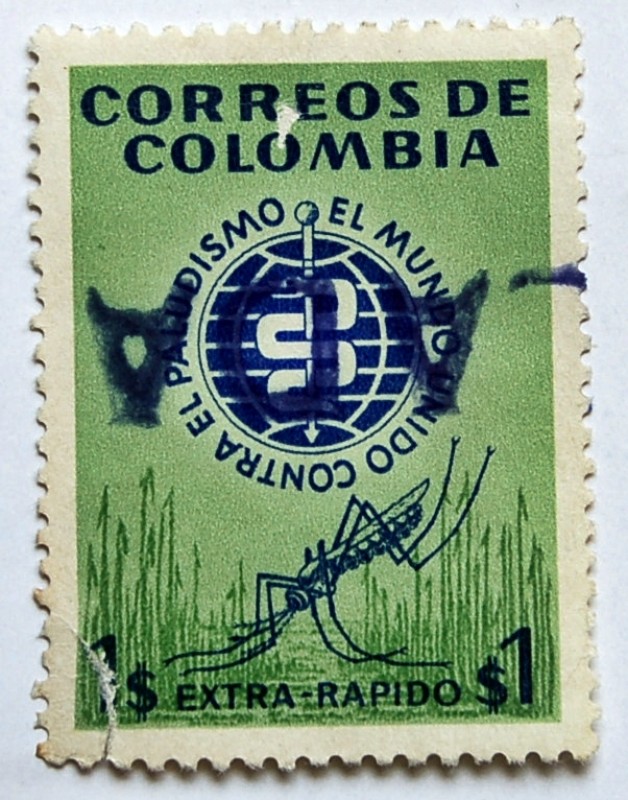 CORREOS DE
COLOMBIA
EL MUNDO UNIDO CONTRA EL PALUDISMO
1$ EXTRA-RAPIDO $1